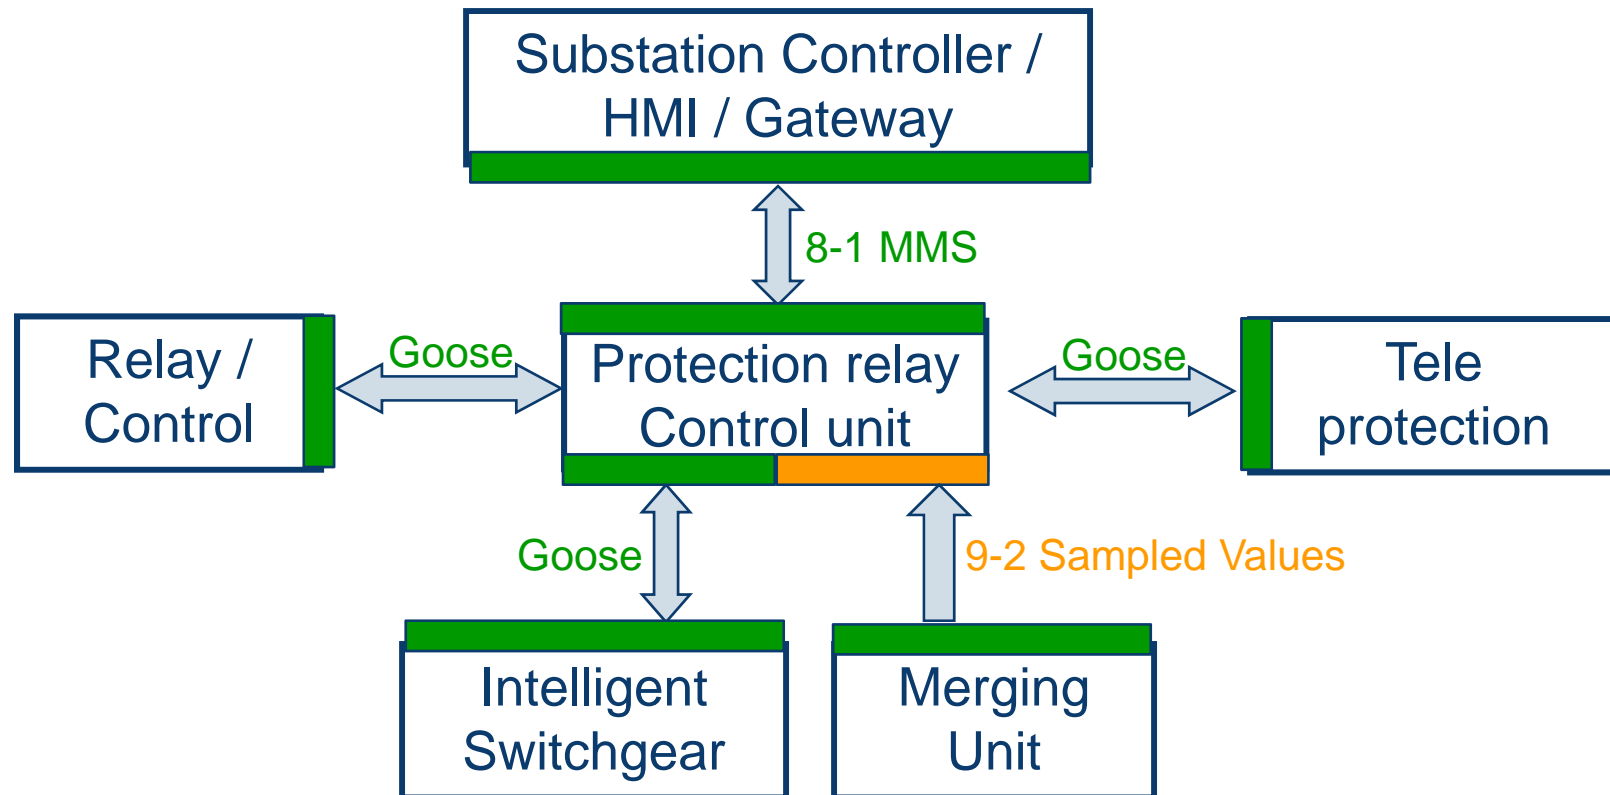 Substation Controller /
HMI / Gateway
8-1 MMS
Relay /
Control
Goose
Protection relay
Control unit
Goose
Tele
protection
Goose
9-2 Sampled Values
Intelligent
Switchgear
Merging
Unit